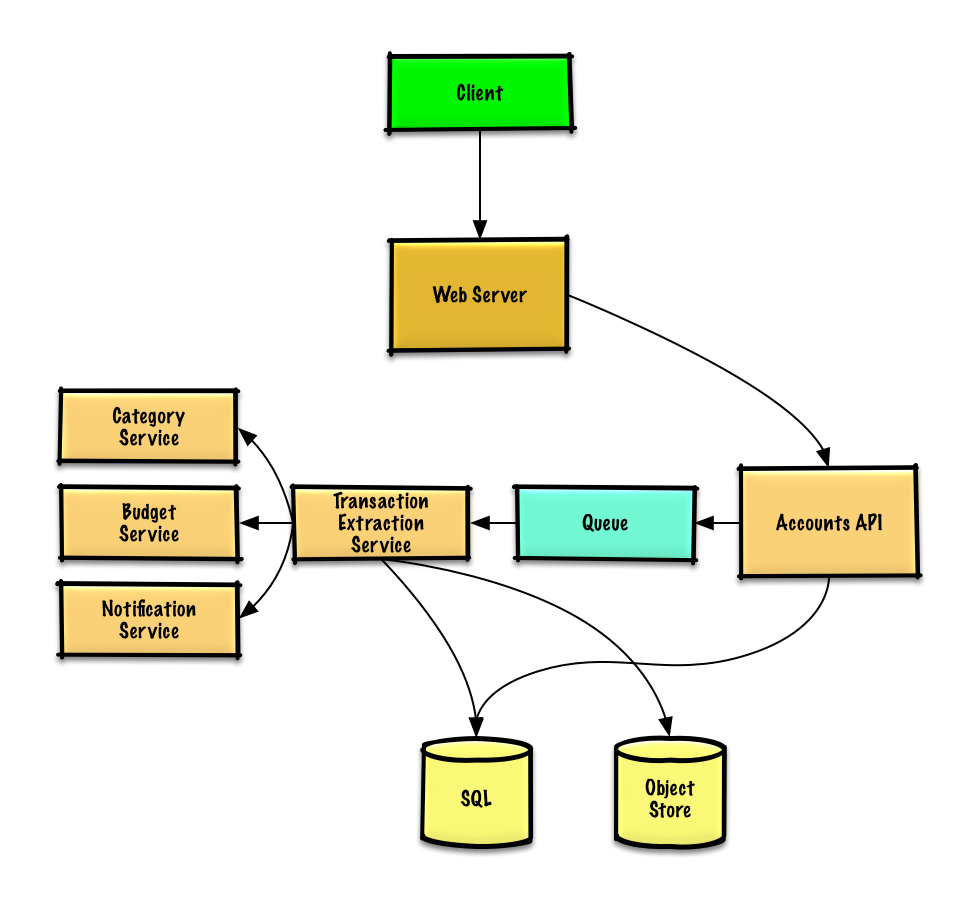 Client
Web Server
Category
Service
Budget
Service
Notification
Service
Transaction
Extraction
Service
Queue
Accounts API
SQL
Object
Store